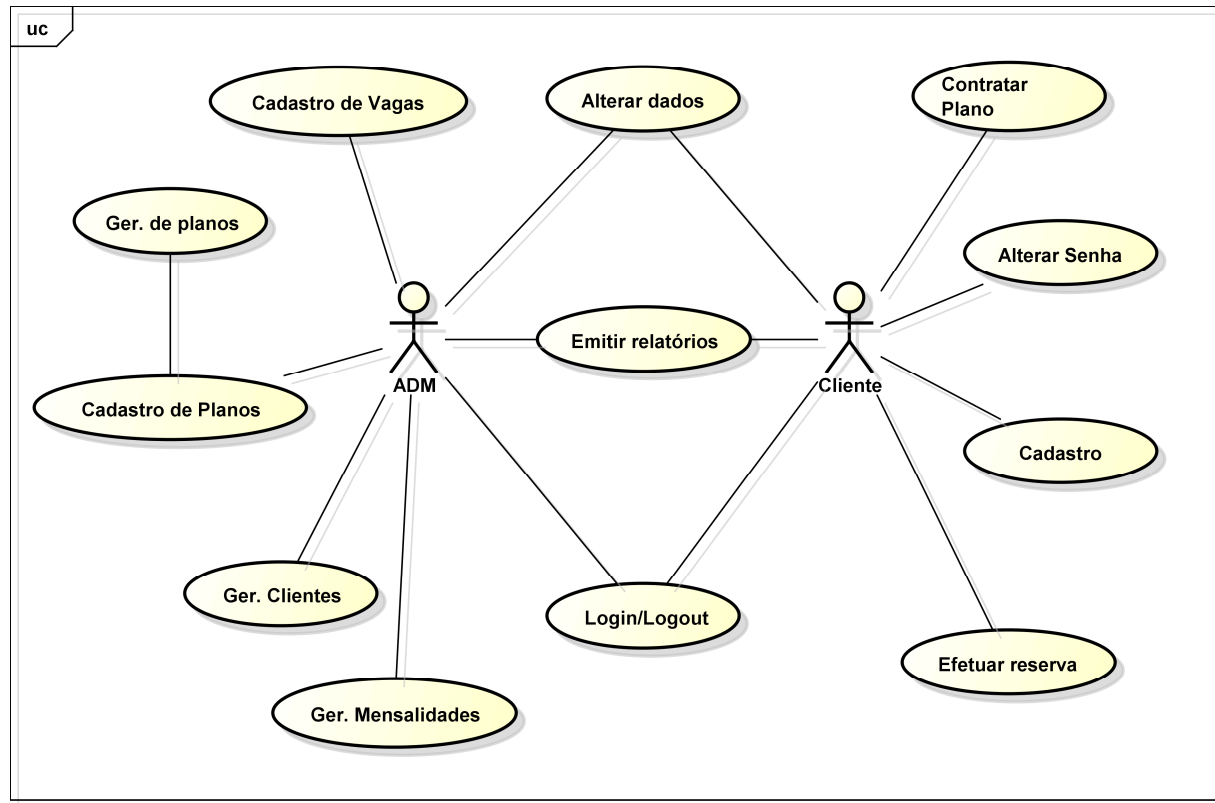 uc
Cadastro de Vagas
Alterar dados
Contratar
Plano
Ger. de planos
Alterar Senha
Emitir relatórios
ADM
Cliente
Cadastro de Planos
Cadastro
Ger. Clientes
Login/Logout
Efetuar reserva
Ger. Mensalidades